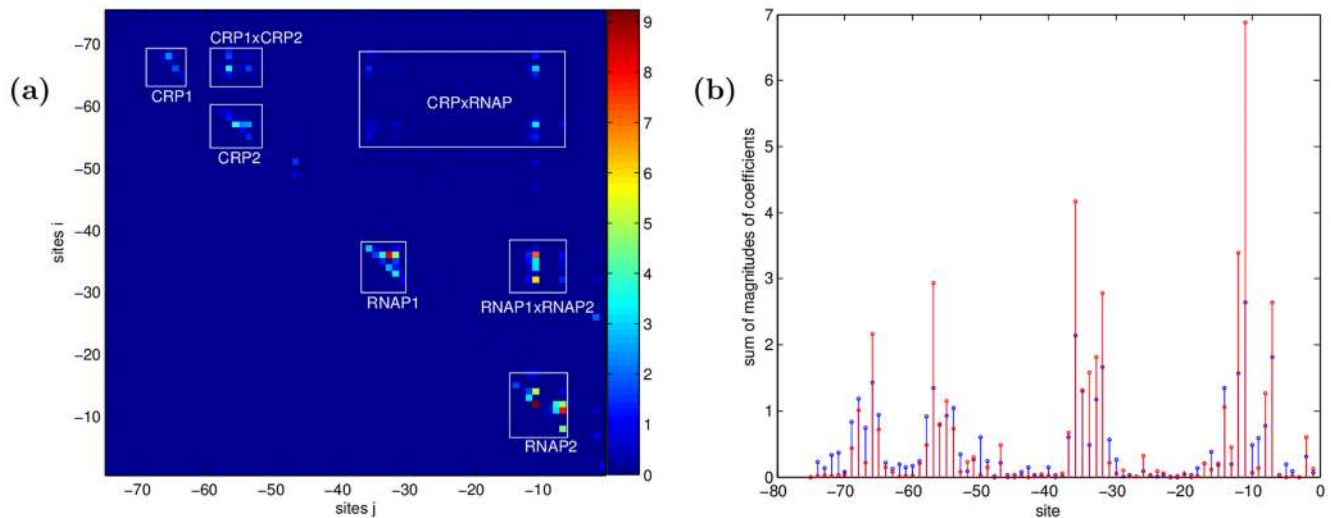 (a)
sites i
−70
−60
−50
−40
−30
−20
−10
CRP1xCRP2
CRP1
CRP2
CRPxRNAP
RNAP1
RNAP1xRNAP2
RNAP2
−70 −60 −50 −40 −30 −20 −10
sites j
9
8
7
6
5
4
3
2
1
0
(b)
sum of magnitudes of coefficients
7
6
5
4
3
2
1
0
−80 −70 −60 −50 −40 −30 −20 −10 0
site